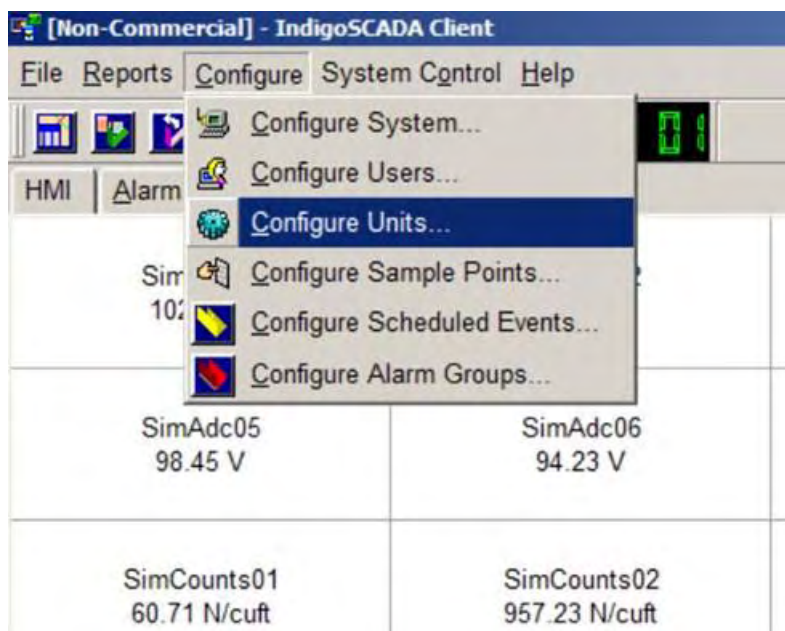 [Non-Commercial] - IndigoSCADA Client
File Reports Configure System Control Help
Configure System...
01
Configure Users...
HMI Alarm
Configure Units...
Configure Sample Points...
Configure Scheduled Events...
Configure Alarm Groups...
SimAdc05 SimAdc06
98.45 V 94.23 V
SimCounts01 SimCounts02
60.71 N/cuft 957.23 N/cuft